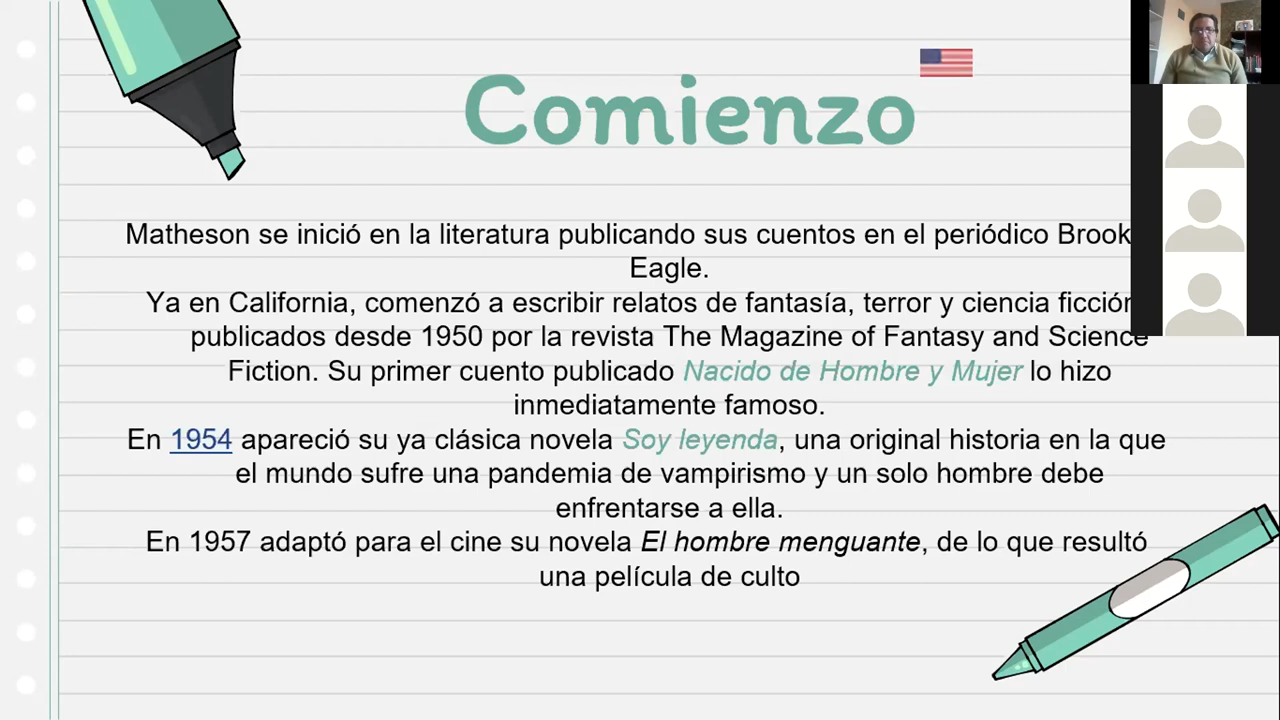 Comienzo
Matheson se inició en la literatura publicando sus cuentos en el periódico
Eagle.
Ya en California, comenzó a escribir relatos de fantasía, terror y ciencia ficción
publicados desde 1950 por la revista The Magazine of Fantasy and Science
Fiction. Su primer cuento publicado Nacido de Hombre y Mujer lo hizo
inmediatamente famoso.
En 1954 apareció su ya clásica novela Soy leyenda, una original historia en la que
el mundo sufre una pandemia de vampirismo y un solo hombre debe
enfrentarse a ella.
En 1957 adaptó para el cine su novela El hombre menguante, de lo que resultó
una película de culto